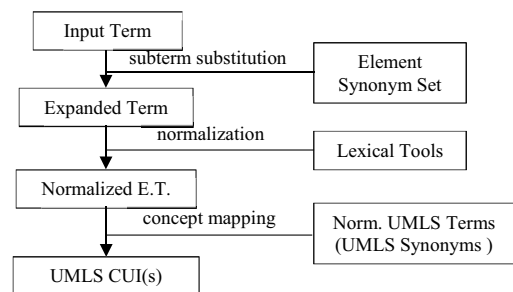 Input Term
subterm substitution
Element
Synonym Set
Expanded Term
normalization
Lexical Tools
Normalized E.T.
concept mapping
Norm. UMLS Terms
(UMLS Synonyms )
UMLS CUI(s)